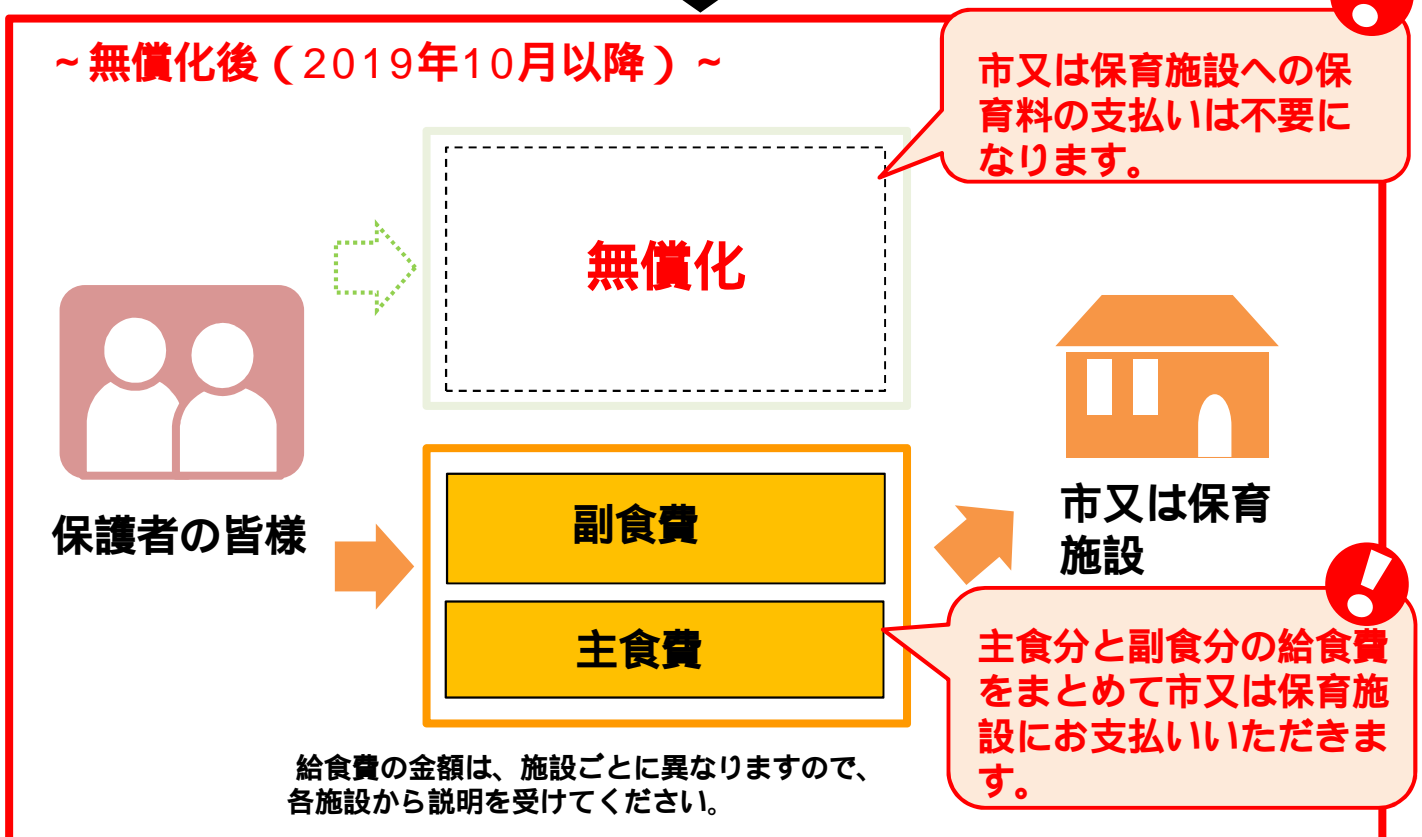 ~無償化後(2019年10月以降)~
市又は保育施設への保
育料の支払いは不要に
なります。
無償化
保護者の皆様
副食費
主食費
市又は保育
施設
主食分と副食分の給食費
をまとめて市又は保育施
設にお支払いいただきま
す。
給食費の金額は、施設ごとに異なりますので、
各施設から説明を受けてください。